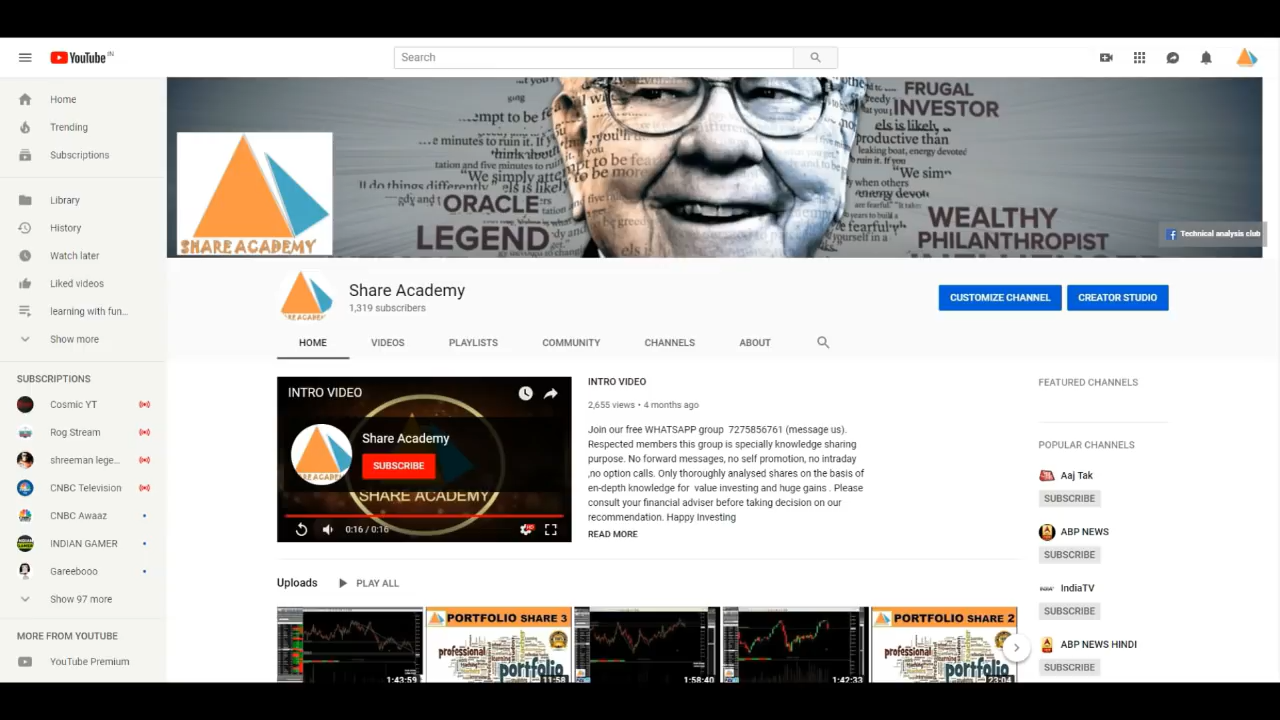 YouTube IN
Search
Home
Trending
Subscriptions
Library
History
Watch later
Liked videos
learning with fun...
Show more
SUBSCRIPTIONS
Cosmic YT
Rog Stream
shreeman lege...
CNBC Television
CNBC Awaaz
INDIAN GAMER
Gareebooo
Show 97 more
MORE FROM YOUTUBE
YouTube Premium
SHARE ACADEMY
ORACLE
LEGEND
FRUGAL
INVESTOR
WEALTHY
PHILANTHROPIST
Technical analysis club
Share Academy
1,319 subscribers
CUSTOMIZE CHANNEL
CREATOR STUDIO
HOME
VIDEOS
PLAYLISTS
COMMUNITY
CHANNELS
ABOUT
INTRO VIDEO
Share Academy
SUBSCRIBE
SHARE ACADEMY
0:16 / 0:16
INTRO VIDEO
2,655 views • 4 months ago
Join our free WHATSAPP group 7275856761 (message us).
Respected members this group is specially knowledge sharing
purpose. No forward messages, no self promotion, no intraday
,no option calls. Only thoroughly analysed shares on the basis of
en-depth knowledge for value investing and huge gains . Please
consult your financial adviser before taking decision on our
recommendation. Happy Investing
READ MORE
Uploads
PLAY ALL
1:43:59
PORTFOLIO SHARE 3
professional
portfolio
11:58
1:58:40
1:42:33
PORTFOLIO SHARE 2
professional
portfolio
23:04
FEATURED CHANNELS
POPULAR CHANNELS
Aaj Tak
SUBSCRIBE
ABP NEWS
SUBSCRIBE
IndiaTV
SUBSCRIBE
ABP NEWS HINDI
SUBSCRIBE